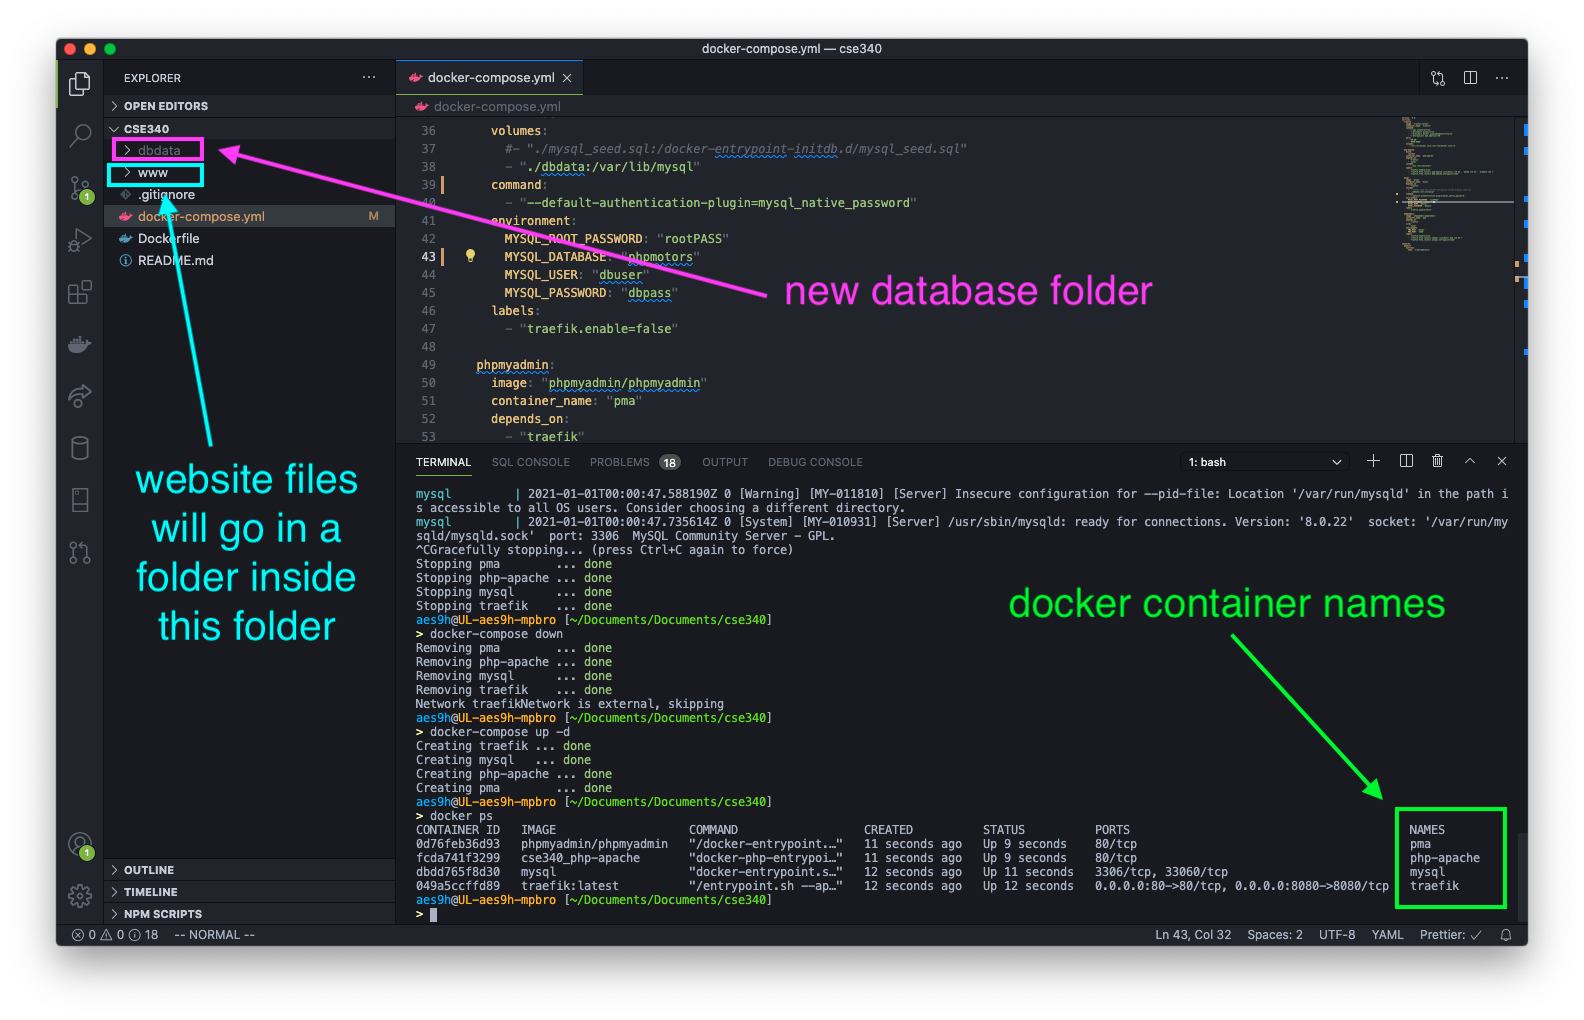 docker-compose.yml — cse340
EXPLORER
OPEN EDITORS
CSE340
dbdata
www
.gitignore
docker-compose.yml M
Dockerfile
README.md
1
1
OUTLINE
TIMELINE
NPM SCRIPTS
docker-compose.yml
docker-compose.yml
36 volumes:
37 #- "./mysql_seed.sql:/docker-entrypoint-initdb.d/mysql_seed.sql"
38 - "./dbdata:/var/lib/mysql"
39 command:
40 - "--default-authentication-plugin=mysql_native_password"
41 environment:
42 MYSQL_ROOT_PASSWORD: "rootPASS"
43 MYSQL_DATABASE: "phpmotors"
44 MYSQL_USER: "dbuser"
45 MYSQL_PASSWORD: "dbpass"
46 labels:
47 - "traefik.enable=false"
48
49 phpmyadmin:
50 image: "phpmyadmin/phpmyadmin"
51 container_name: "pma"
52 depends_on:
53 - "traefik"
new database folder
website files
will go in a
folder inside
this folder
TERMINAL SQL CONSOLE PROBLEMS 18 OUTPUT DEBUG CONSOLE 1: bash
mysql | 2021-01-01T00:00:47.588190Z 0 [Warning] [MY-011810] [Server] Insecure configuration for --pid-file: Location '/var/run/mysqld' in the path i
s accessible to all OS users. Consider choosing a different directory.
mysql | 2021-01-01T00:00:47.735614Z 0 [System] [MY-010931] [Server] /usr/sbin/mysqld: ready for connections. Version: '8.0.22' socket: '/var/run/my
sqld/mysqld.sock' port: 3306 MySQL Community Server - GPL.
^CGracefully stopping... (press Ctrl+C again to force)
Stopping pma ... done
Stopping php-apache ... done
Stopping mysql ... done
Stopping traefik ... done
aes9h@UL-aes9h-mpbro [~/Documents/Documents/cse340]
> docker-compose down
Removing pma ... done
Removing php-apache ... done
Removing mysql ... done
Removing traefik ... done
Network traefikNetwork is external, skipping
aes9h@UL-aes9h-mpbro [~/Documents/Documents/cse340]
> docker-compose up -d
Creating traefik ... done
Creating mysql ... done
Creating php-apache ... done
Creating pma ... done
aes9h@UL-aes9h-mpbro [~/Documents/Documents/cse340]
> docker ps
CONTAINER ID IMAGE COMMAND CREATED STATUS PORTS NAMES
0d76feb36d93 phpmyadmin/phpmyadmin "/docker-entrypoint.…" 11 seconds ago Up 9 seconds 80/tcp pma
fcda741f3299 cse340_php-apache "docker-php-entrypoi…" 11 seconds ago Up 9 seconds 80/tcp php-apache
dbdd765f8d30 mysql "docker-entrypoint.s…" 12 seconds ago Up 11 seconds 3306/tcp, 33060/tcp mysql
049a5ccffd89 traefik:latest "/entrypoint.sh --ap…" 12 seconds ago Up 12 seconds 0.0.0.0:80->80/tcp, 0.0.0.0:8080->8080/tcp traefik
aes9h@UL-aes9h-mpbro [~/Documents/Documents/cse340]
>
docker container names
0 0 18 -- NORMAL -- Ln 43, Col 32 Spaces: 2 UTF-8 YAML Prettier: ✓